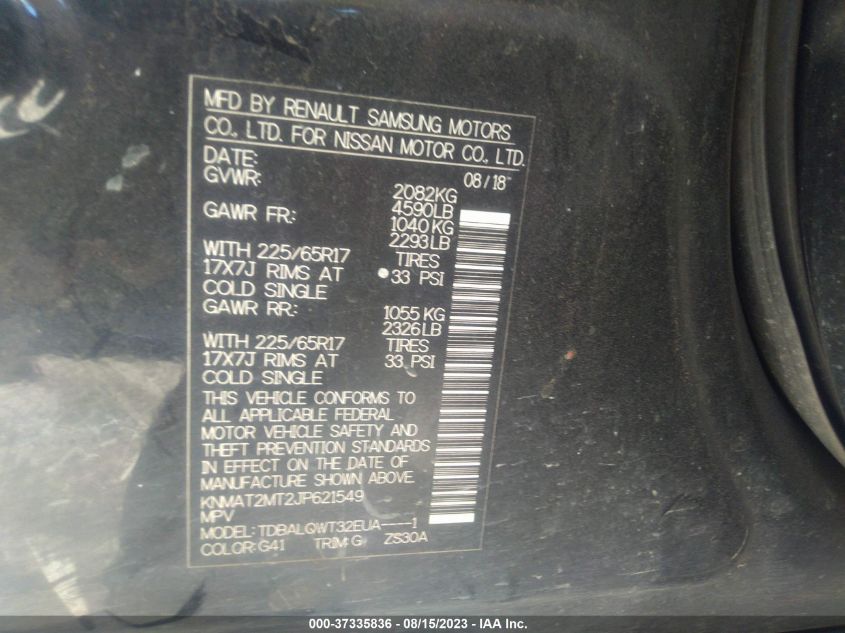 MFD BY RENAULT SAMSUNG MOTORS
CO., LTD. FOR NISSAN MOTOR CO., LTD.
DATE: 08/18
GVWR: 2082KG
4590LB
GAWR FR: 1040KG
2293LB
WITH 225/65R17 TIRES
17X7J RIMS AT 33 PSI
COLD SINGLE
GAWR RR: 1055KG
2326LB
WITH 225/65R17 TIRES
17X7J RIMS AT 33 PSI
COLD SINGLE
THIS VEHICLE CONFORMS TO
ALL APPLICABLE FEDERAL
MOTOR VEHICLE SAFETY AND
THEFT PREVENTION STANDARDS
IN EFFECT ON THE DATE OF
MANUFACTURE SHOWN ABOVE.
KNMAT2MT2JP621549
MPV
MODEL: TDBALQWT32EUA----1
COLOR: G41 TRIM: G ZS30A
000-37335836 - 08/15/2023 - IAA Inc.